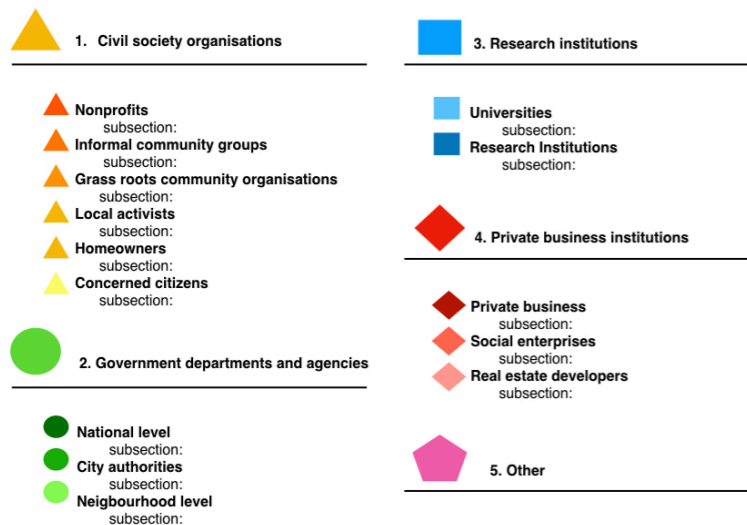 1. Civil society organisations
Nonprofits
subsection:
Informal community groups
subsection:
Grass roots community organisations
subsection:
Local activists
subsection:
Homeowners
subsection:
Concerned citizens
subsection:
2. Government departments and agencies
National level
subsection:
City authorities
subsection:
Neigbourhood level
subsection:
3. Research institutions
Universities
subsection:
Research Institutions
subsection:
4. Private business institutions
Private business
subsection:
Social enterprises
subsection:
Real estate developers
subsection:
5. Other